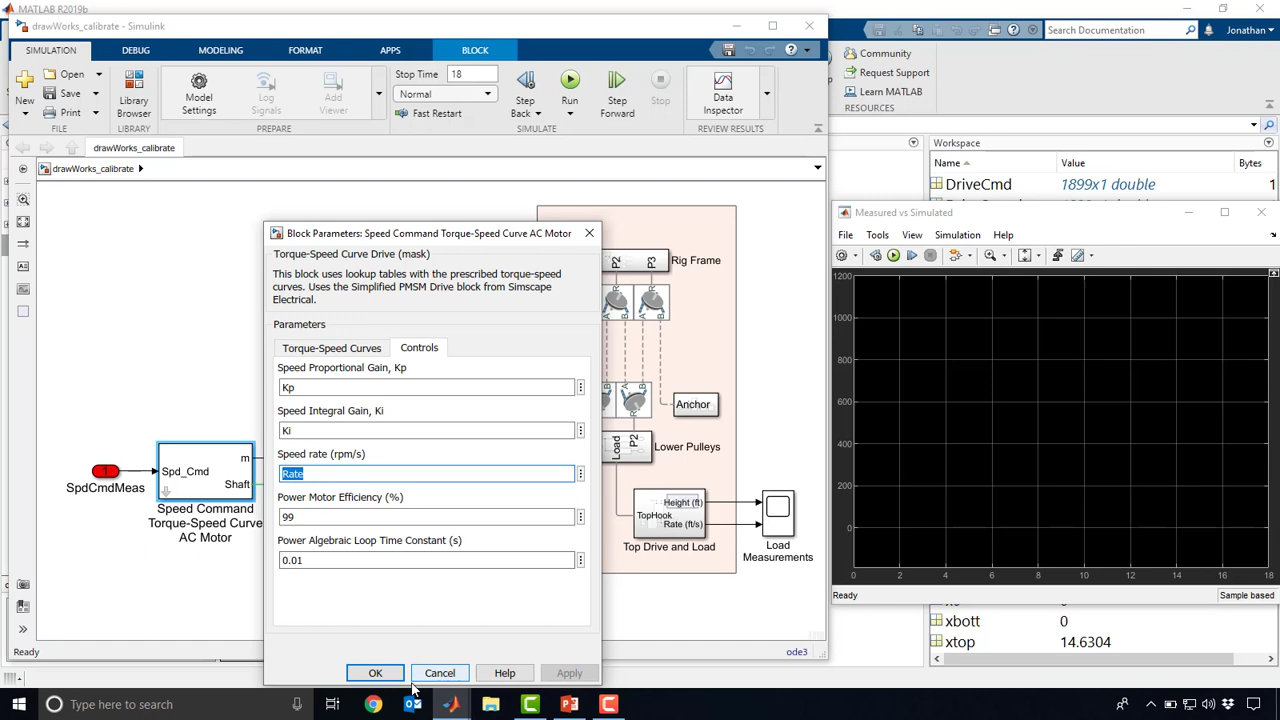 MATLAB R2019b
drawWorks_calibrate - Simulink
SIMULATION DEBUG MODELING FORMAT APPS BLOCK
Search Documentation
Jonathan
New
Open
Save
Print
FILE
Library Browser
LIBRARY
Model Settings
Log Signals
Add Viewer
PREPARE
Stop Time 18
Normal
Fast Restart
Step Back
Run
Step Forward
Stop
SIMULATE
Data Inspector
REVIEW RESULTS
Community
Request Support
Learn MATLAB
RESOURCES
drawWorks_calibrate
drawWorks_calibrate
Workspace
Name Value Bytes
DriveCmd 1899x1 double 1
Block Parameters: Speed Command Torque-Speed Curve AC Motor
Torque-Speed Curve Drive (mask)
This block uses lookup tables with the prescribed torque-speed
curves. Uses the Simplified PMSM Drive block from Simscape
Electrical.
Parameters
Torque-Speed Curves Controls
Speed Proportional Gain, Kp
Kp
Speed Integral Gain, Ki
Ki
Speed rate (rpm/s)
Rate
Power Motor Efficiency (%)
99
Power Algebraic Loop Time Constant (s)
0.01
OK Cancel Help Apply
1
SpdCmdMeas
Spd_Cmd
m
Shaft
Speed Command
Torque-Speed Curve
AC Motor
P2 P3
Rig Frame
A R B
A R B
A R B
Anchor
Load
P2
Lower Pulleys
TopHook
Height (ft)
Rate (ft/s)
Top Drive and Load
Load
Measurements
Ready
ode3
Measured vs Simulated
File Tools View Simulation Help
1200
1000
800
600
400
200
0
0 2 4 6 8 10 12 14 16 18
Ready
Sample based
xbott 0
xtop 14.6304
Type here to search